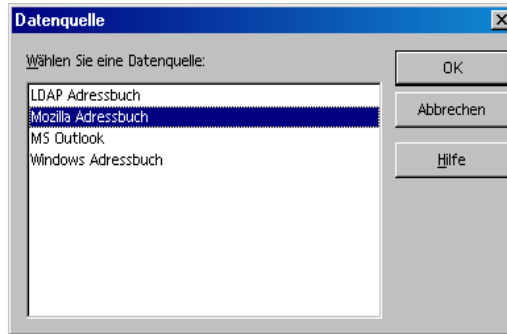 Datenquelle
Wählen Sie eine Datenquelle:
LDAP Adressbuch
Mozilla Adressbuch
MS Outlook
Windows Adressbuch
OK
Abbrechen
Hilfe